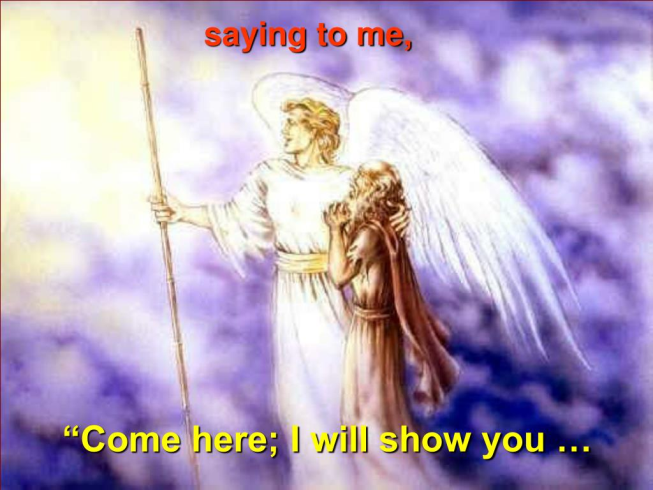 saying to me,
“Come here; I will show you …